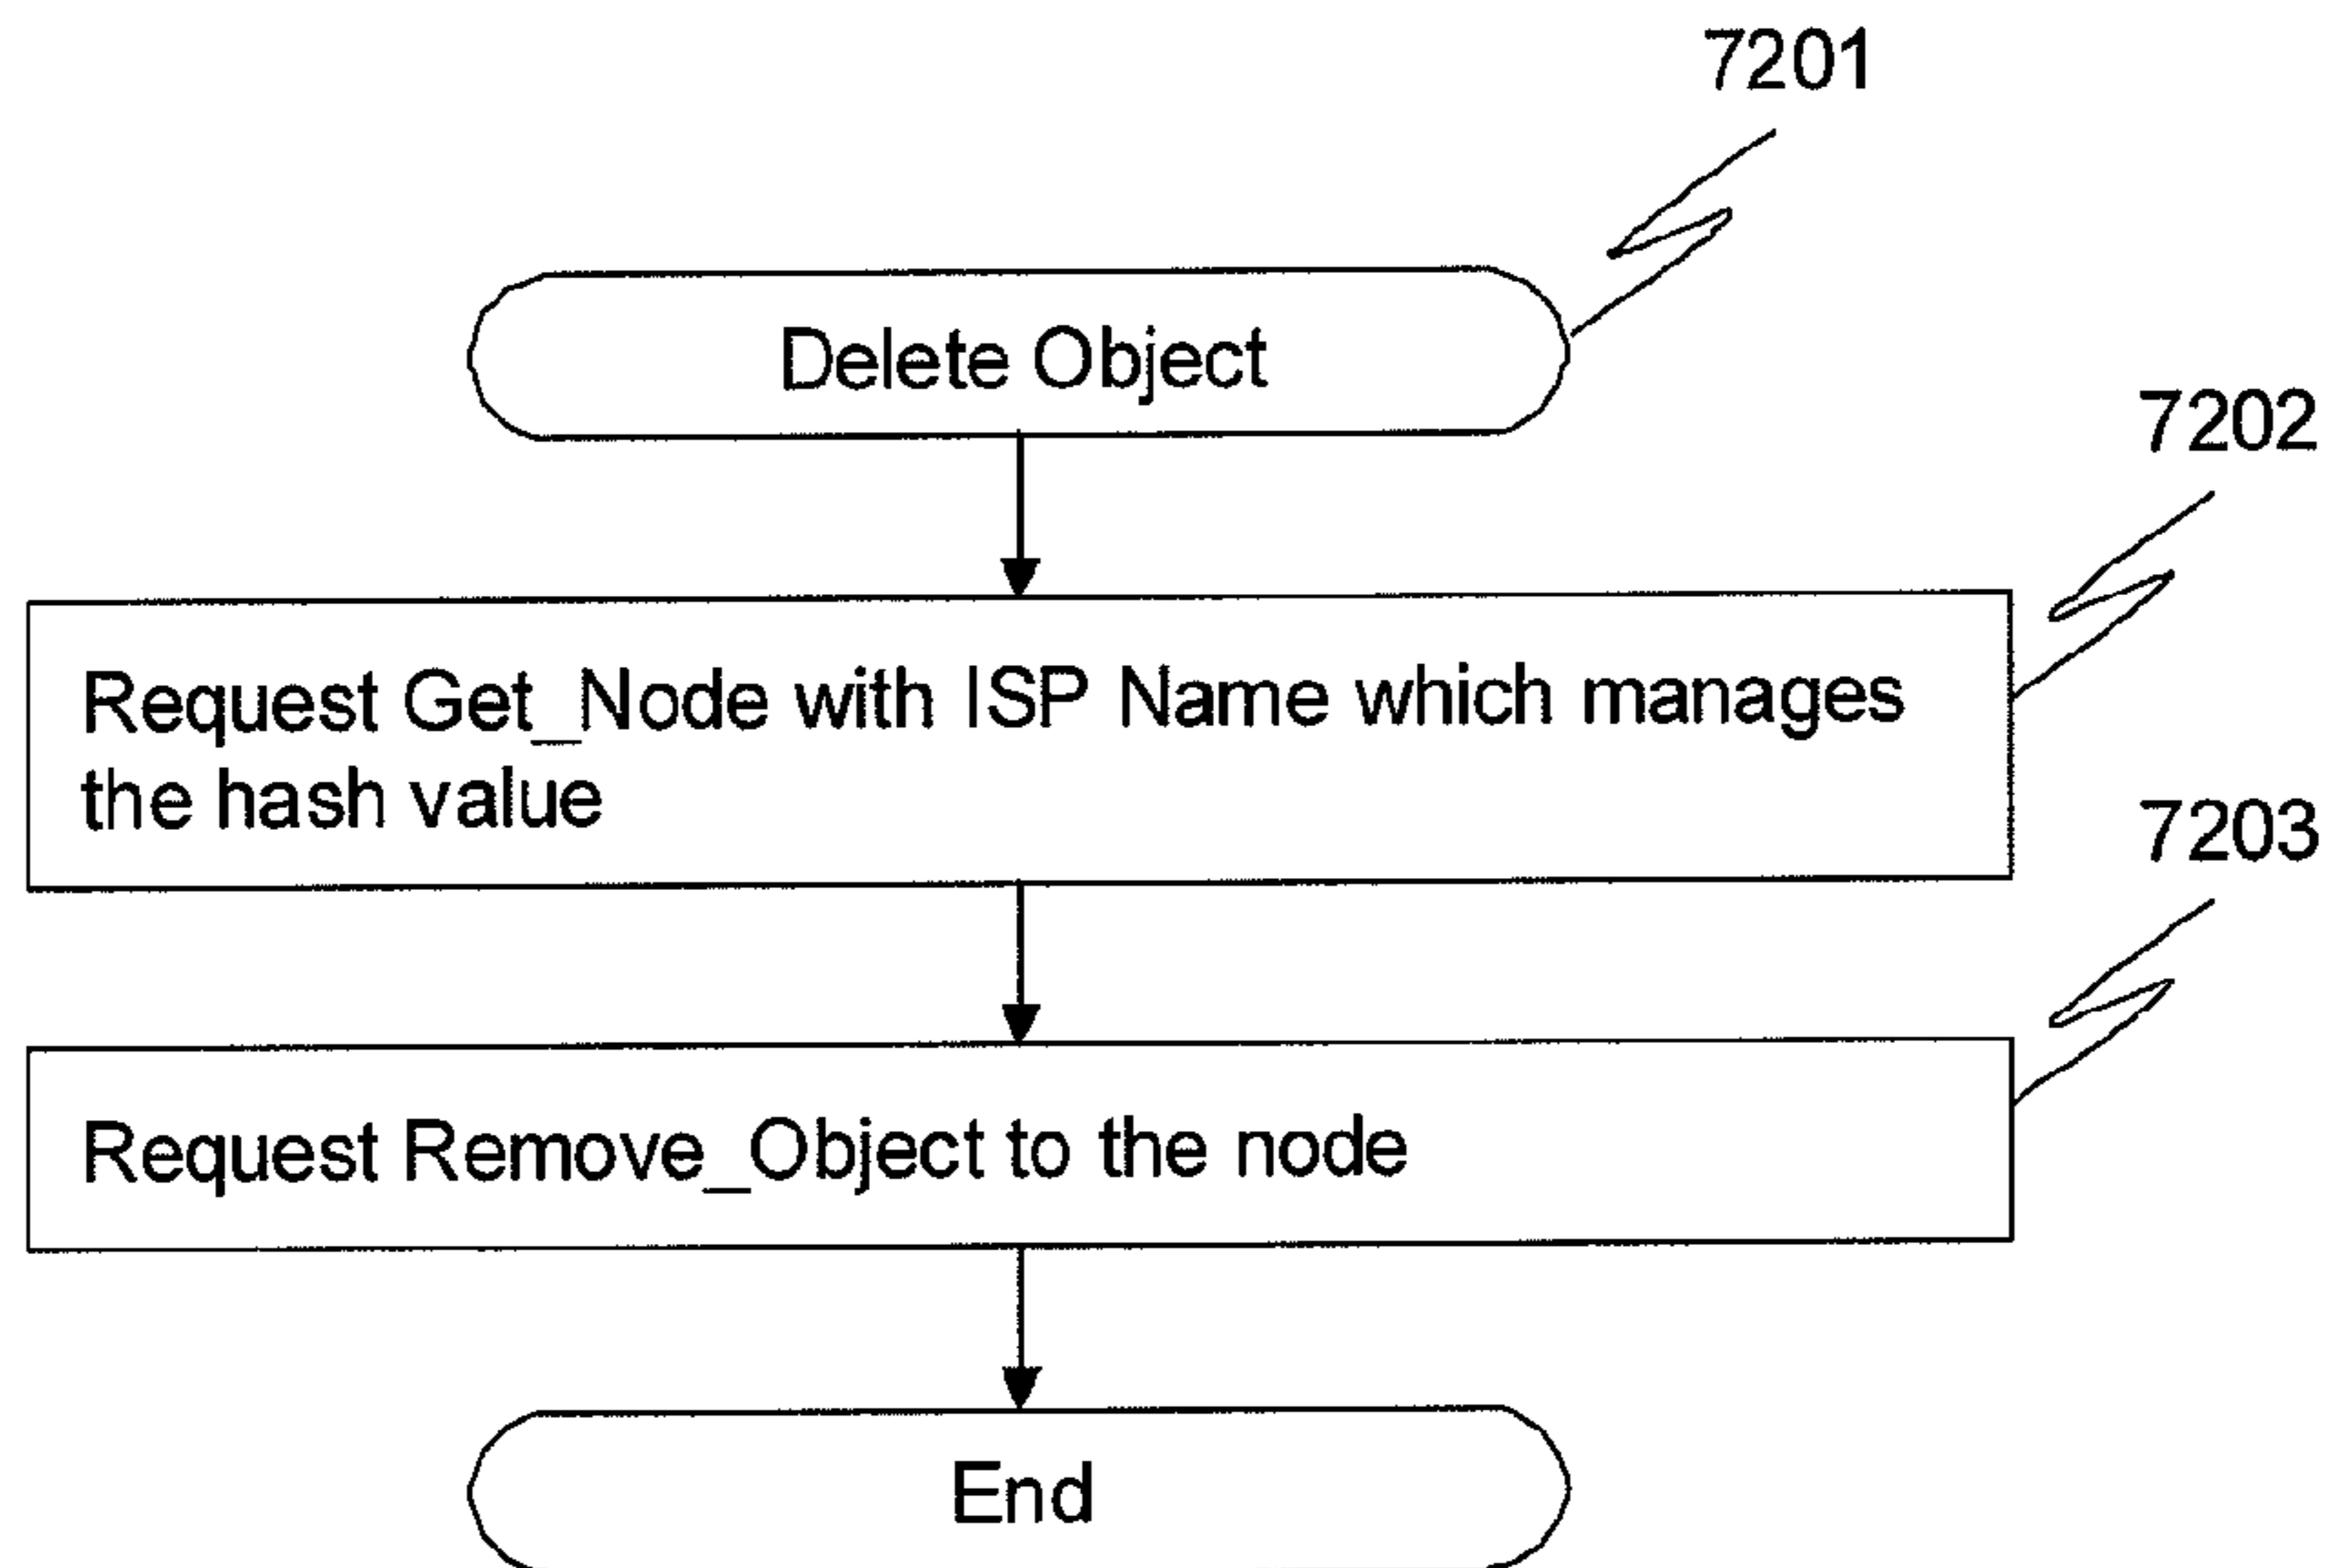 7201
Delete Object
7202
Request Get_Node with ISP Name which manages
the hash value
7203
Request Remove_Object to the node
End